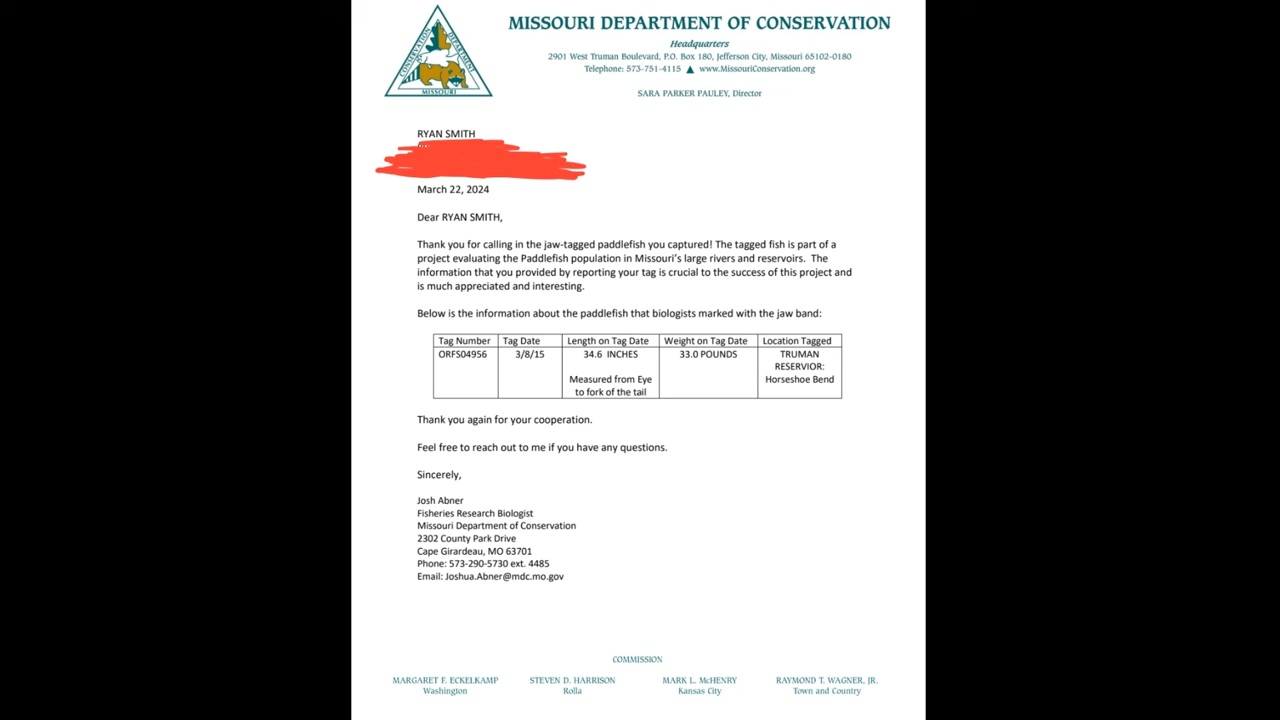 MISSOURI DEPARTMENT OF CONSERVATION
Headquarters
2901 West Truman Boulevard, P.O. Box 180, Jefferson City, Missouri 65102-0180
Telephone: 573-751-4115 ▲ www.MissouriConservation.org
SARA PARKER PAULEY, Director
CONSERVATION DEPARTMENT
MISSOURI
RYAN SMITH
March 22, 2024
Dear RYAN SMITH,
Thank you for calling in the jaw-tagged paddlefish you captured! The tagged fish is part of a
project evaluating the Paddlefish population in Missouri's large rivers and reservoirs. The
information that you provided by reporting your tag is crucial to the success of this project and
is much appreciated and interesting.
Below is the information about the paddlefish that biologists marked with the jaw band:
Tag Number Tag Date Length on Tag Date Weight on Tag Date Location Tagged
ORFS04956 3/8/15 34.6 INCHES 33.0 POUNDS TRUMAN
RESERVIOR:
Measured from Eye Horseshoe Bend
to fork of the tail
Thank you again for your cooperation.
Feel free to reach out to me if you have any questions.
Sincerely,
Josh Abner
Fisheries Research Biologist
Missouri Department of Conservation
2302 County Park Drive
Cape Girardeau, MO 63701
Phone: 573-290-5730 ext. 4485
Email: Joshua.Abner@mdc.mo.gov
COMMISSION
MARGARET F. ECKELKAMP STEVEN D. HARRISON MARK L. McHENRY RAYMOND T. WAGNER, JR.
Washington Rolla Kansas City Town and Country